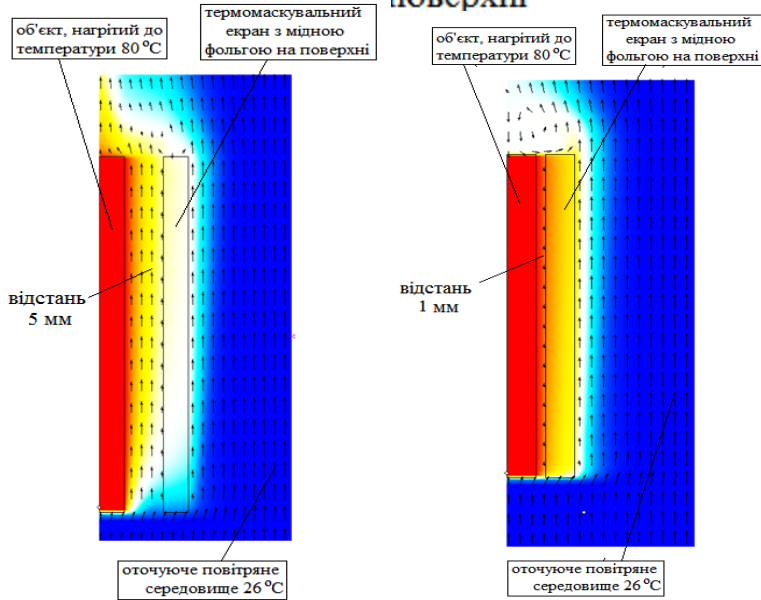 поверхні
об'єкт, нагрітий до
температури 80 °C
термомаскувальний
екран з мідною
фольгою на поверхні
відстань
5 мм
оточуюче повітряне
середовище 26 °C
об'єкт, нагрітий до
температури 80 °C
термомаскувальний
екран з мідною
фольгою на поверхні
відстань
1 мм
оточуюче повітряне
середовище 26 °C